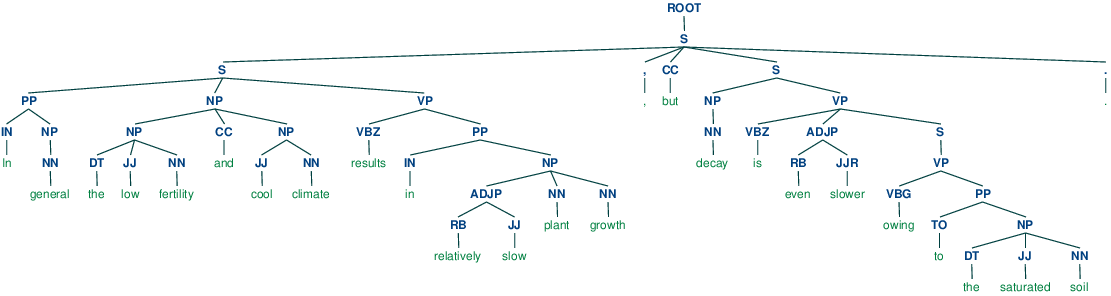 ROOT
S
S , CC S .
PP NP VP , but NP VP .
IN NP NP CC NP VBZ PP NN VBZ ADJP S
In NN DT JJ NN and JJ NN results IN NP decay is RB JJR VP
general the low fertility cool climate in ADJP NN NN even slower VBG PP
RB JJ plant growth owing TO NP
relatively slow to DT JJ NN
the saturated soil